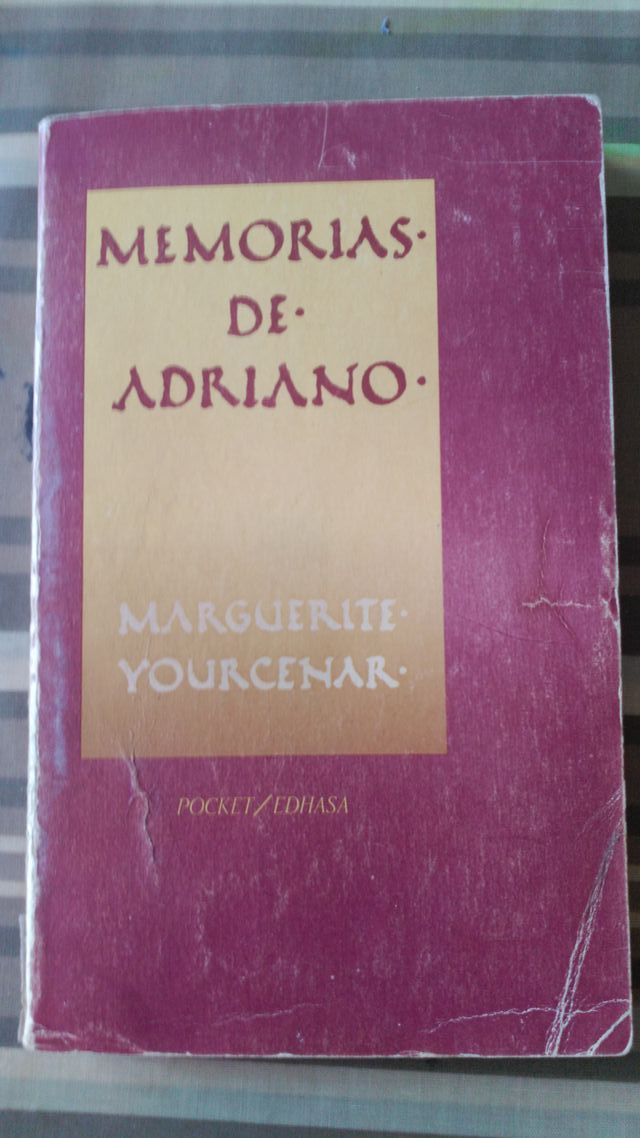 MEMORIAS·
DE·
ADRIANO·
MARGUERITE·
YOURCENAR·
POCKET/EDHASA